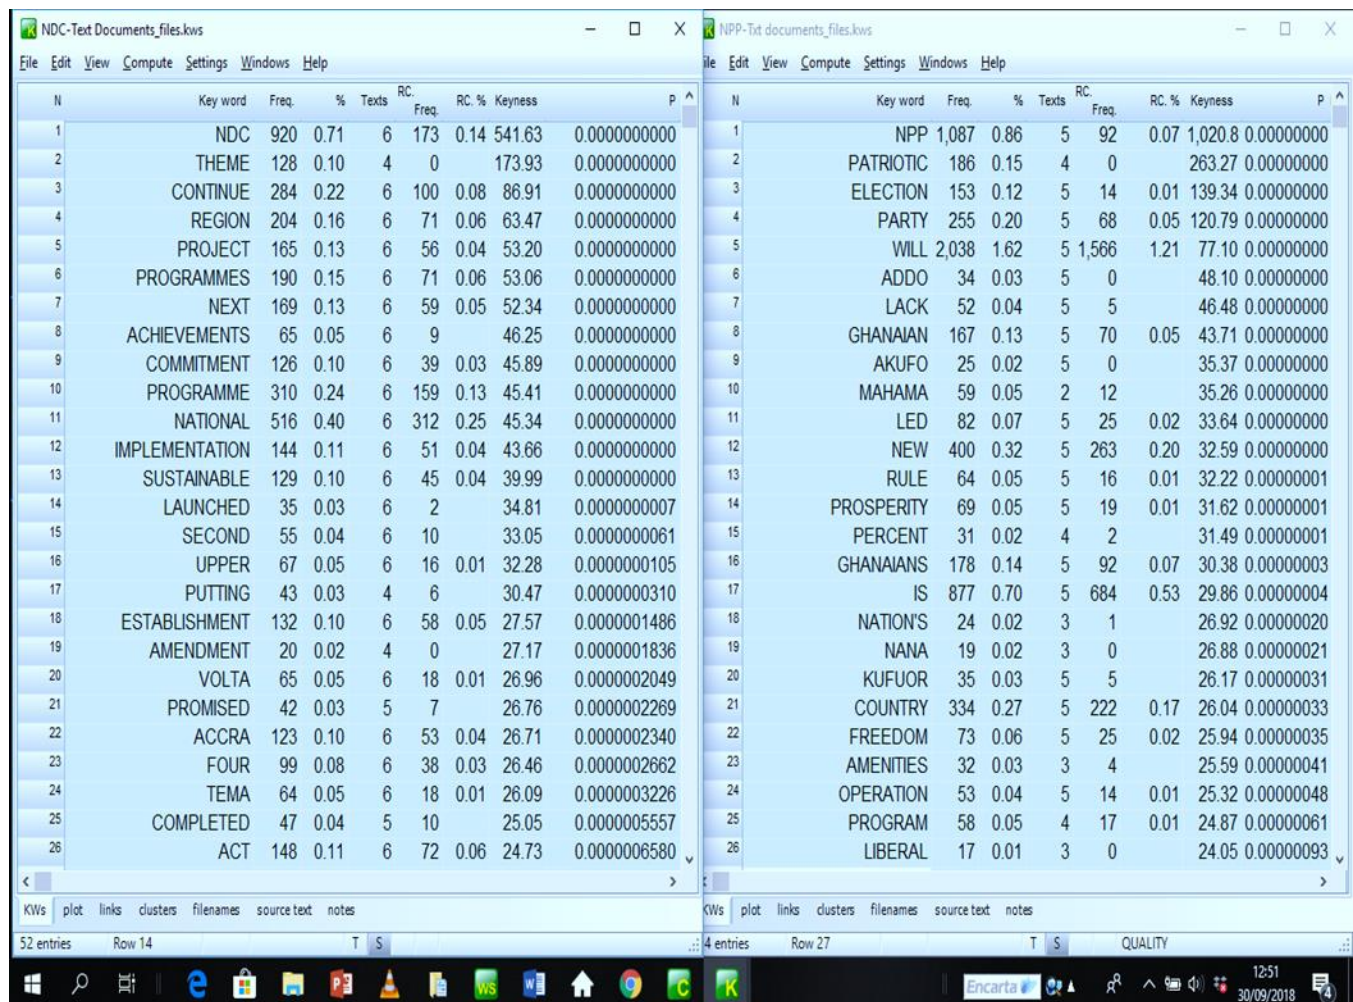 NDC-Text Documents_files.kws
File Edit View Compute Settings Windows Help
N Key word Freq. % Texts RC. Freq. RC. % Keyness P
1 NDC 920 0.71 6 173 0.14 541.63 0.0000000000
2 THEME 128 0.10 4 0 173.93 0.0000000000
3 CONTINUE 284 0.22 6 100 0.08 86.91 0.0000000000
4 REGION 204 0.16 6 71 0.06 63.47 0.0000000000
5 PROJECT 165 0.13 6 56 0.04 53.20 0.0000000000
6 PROGRAMMES 190 0.15 6 71 0.06 53.06 0.0000000000
7 NEXT 169 0.13 6 59 0.05 52.34 0.0000000000
8 ACHIEVEMENTS 65 0.05 6 9 46.25 0.0000000000
9 COMMITMENT 126 0.10 6 39 0.03 45.89 0.0000000000
10 PROGRAMME 310 0.24 6 159 0.13 45.41 0.0000000000
11 NATIONAL 516 0.40 6 312 0.25 45.34 0.0000000000
12 IMPLEMENTATION 144 0.11 6 51 0.04 43.66 0.0000000000
13 SUSTAINABLE 129 0.10 6 45 0.04 39.99 0.0000000000
14 LAUNCHED 35 0.03 6 2 34.81 0.0000000007
15 SECOND 55 0.04 6 10 33.05 0.0000000061
16 UPPER 67 0.05 6 16 0.01 32.28 0.0000000105
17 PUTTING 43 0.03 4 6 30.47 0.0000000310
18 ESTABLISHMENT 132 0.10 6 58 0.05 27.57 0.0000001486
19 AMENDMENT 20 0.02 4 0 27.17 0.0000001836
20 VOLTA 65 0.05 6 18 0.01 26.96 0.0000002049
21 PROMISED 42 0.03 5 7 26.76 0.0000002269
22 ACCRA 123 0.10 6 53 0.04 26.71 0.0000002340
23 FOUR 99 0.08 6 38 0.03 26.46 0.0000002662
24 TEMA 64 0.05 6 18 0.01 26.09 0.0000003226
25 COMPLETED 47 0.04 5 10 25.05 0.0000005557
26 ACT 148 0.11 6 72 0.06 24.73 0.0000006580
KWs plot links clusters filenames source text notes
52 entries Row 14 T S
NPP-Txt documents_files.kws
ile Edit View Compute Settings Windows Help
N Key word Freq. % Texts RC. Freq. RC. % Keyness P
1 NPP 1,087 0.86 5 92 0.07 1,020.8 0.00000000
2 PATRIOTIC 186 0.15 4 0 263.27 0.00000000
3 ELECTION 153 0.12 5 14 0.01 139.34 0.00000000
4 PARTY 255 0.20 5 68 0.05 120.79 0.00000000
5 WILL 2,038 1.62 5 1,566 1.21 77.10 0.00000000
6 ADDO 34 0.03 5 0 48.10 0.00000000
7 LACK 52 0.04 5 5 46.48 0.00000000
8 GHANAIAN 167 0.13 5 70 0.05 43.71 0.00000000
9 AKUFO 25 0.02 5 0 35.37 0.00000000
10 MAHAMA 59 0.05 2 12 35.26 0.00000000
11 LED 82 0.07 5 25 0.02 33.64 0.00000000
12 NEW 400 0.32 5 263 0.20 32.59 0.00000000
13 RULE 64 0.05 5 16 0.01 32.22 0.00000001
14 PROSPERITY 69 0.05 5 19 0.01 31.62 0.00000001
15 PERCENT 31 0.02 4 2 31.49 0.00000001
16 GHANAIANS 178 0.14 5 92 0.07 30.38 0.00000003
17 IS 877 0.70 5 684 0.53 29.86 0.00000004
18 NATION'S 24 0.02 3 1 26.92 0.00000020
19 NANA 19 0.02 3 0 26.88 0.00000021
20 KUFUOR 35 0.03 5 5 26.17 0.00000031
21 COUNTRY 334 0.27 5 222 0.17 26.04 0.00000033
22 FREEDOM 73 0.06 5 25 0.02 25.94 0.00000035
23 AMENITIES 32 0.03 3 4 25.59 0.00000041
24 OPERATION 53 0.04 5 14 0.01 25.32 0.00000048
25 PROGRAM 58 0.05 4 17 0.01 24.87 0.00000061
26 LIBERAL 17 0.01 3 0 24.05 0.00000093
KWs plot links clusters filenames source text notes
4 entries Row 27 T S QUALITY
Encarta
12:51
30/09/2018